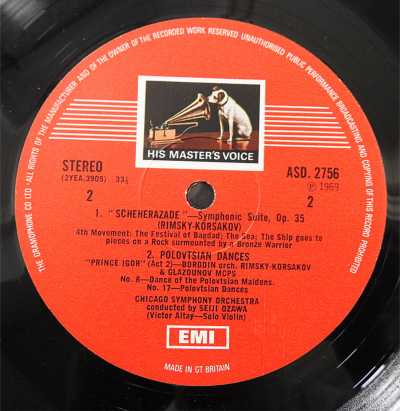 THE GRAMOPHONE CO LTD · ALL RIGHTS OF THE MANUFACTURER AND OF THE OWNER OF THE RECORDED WORK RESERVED UNAUTHORISED PUBLIC PERFORMANCE BROADCASTING AND COPYING OF THIS RECORD PROHIBITED
HIS MASTER'S VOICE
STEREO
(2YEA.3905) 33⅓
2
ASD. 2756
Ⓟ 1969
2
1. "SCHEHERAZADE"—Symphonic Suite, Op. 35
(RIMSKY-KORSAKOV)
4th Movement: The Festival of Bagdad; The Sea; The Ship goes to
pieces on a Rock surmounted by a Bronze Warrior
2. POLOVTSIAN DANCES
"PRINCE IGOR" (Act 2)—BORODIN orch. RIMSKY-KORSAKOV
& GLAZOUNOV MCPS
No. 8—Dance of the Polovtsian Maidens.
No. 17—Polovtsian Dances
CHICAGO SYMPHONY ORCHESTRA
conducted by SEIJI OZAWA
(Victor Altay—Solo Violin)
EMI
MADE IN GT BRITAIN